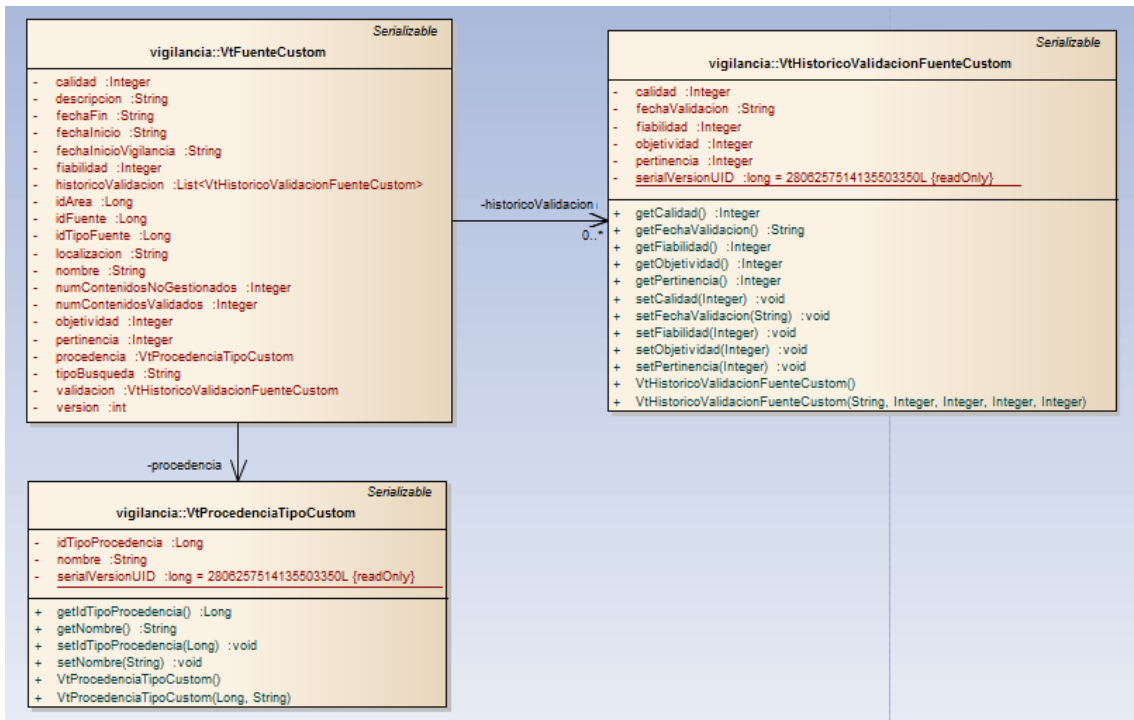 Serializable
vigilancia::VtFuenteCustom
- calidad :Integer
- descripcion :String
- fechaFin :String
- fechaInicio :String
- fechaInicioVigilancia :String
- fiabilidad :Integer
- historicoValidacion :List<VtHistoricoValidacionFuenteCustom>
- idArea :Long
- idFuente :Long
- idTipoFuente :Long
- localizacion :String
- nombre :String
- numContenidosNoGestionados :Integer
- numContenidosValidados :Integer
- objetividad :Integer
- pertinencia :Integer
- procedencia :VtProcedenciaTipoCustom
- tipoBusqueda :String
- validacion :VtHistoricoValidacionFuenteCustom
- version :int
-historicoValidacion
0..*
Serializable
vigilancia::VtHistoricoValidacionFuenteCustom
- calidad :Integer
- fechaValidacion :String
- fiabilidad :Integer
- objetividad :Integer
- pertinencia :Integer
- serialVersionUID :long = 2806257514135503350L {readOnly}
+ getCalidad() :Integer
+ getFechaValidacion() :String
+ getFiabilidad() :Integer
+ getObjetividad() :Integer
+ getPertinencia() :Integer
+ setCalidad(Integer) :void
+ setFechaValidacion(String) :void
+ setFiabilidad(Integer) :void
+ setObjetividad(Integer) :void
+ setPertinencia(Integer) :void
+ VtHistoricoValidacionFuenteCustom()
+ VtHistoricoValidacionFuenteCustom(String, Integer, Integer, Integer, Integer)
-procedencia
Serializable
vigilancia::VtProcedenciaTipoCustom
- idTipoProcedencia :Long
- nombre :String
- serialVersionUID :long = 2806257514135503350L {readOnly}
+ getIdTipoProcedencia() :Long
+ getNombre() :String
+ setIdTipoProcedencia(Long) :void
+ setNombre(String) :void
+ VtProcedenciaTipoCustom()
+ VtProcedenciaTipoCustom(Long, String)